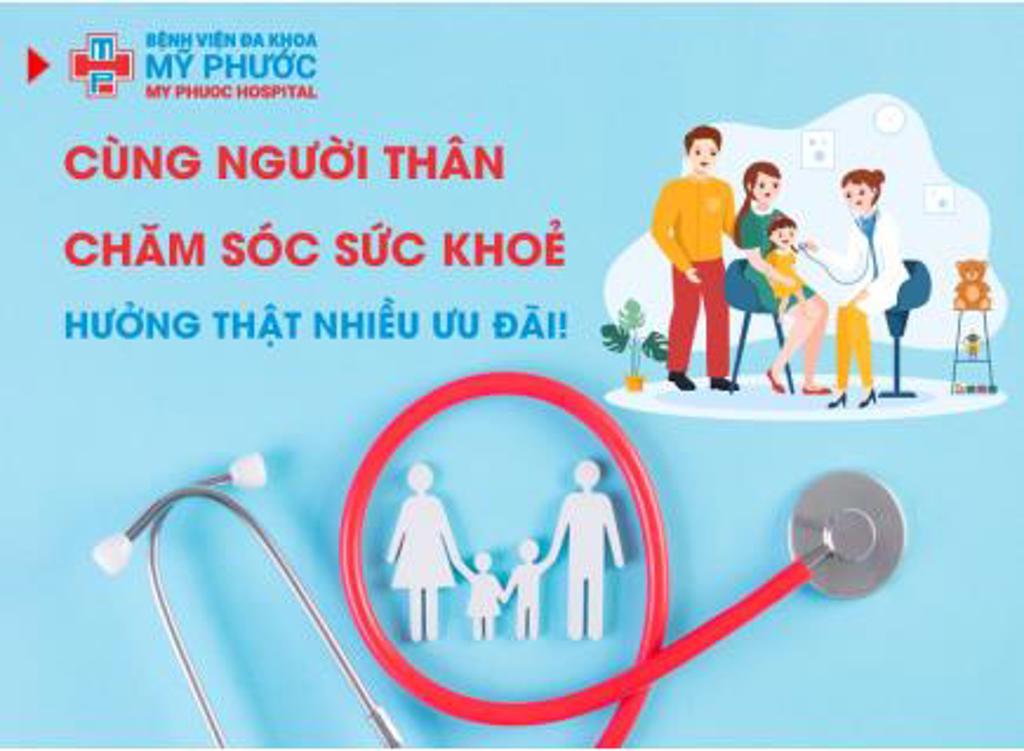 BỆNH VIỆN ĐA KHOA
MỸ PHƯỚC
MY PHUOC HOSPITAL
MP
CÙNG NGƯỜI THÂN
CHĂM SÓC SỨC KHOẺ
HƯỞNG THẬT NHIỀU ƯU ĐÃI!